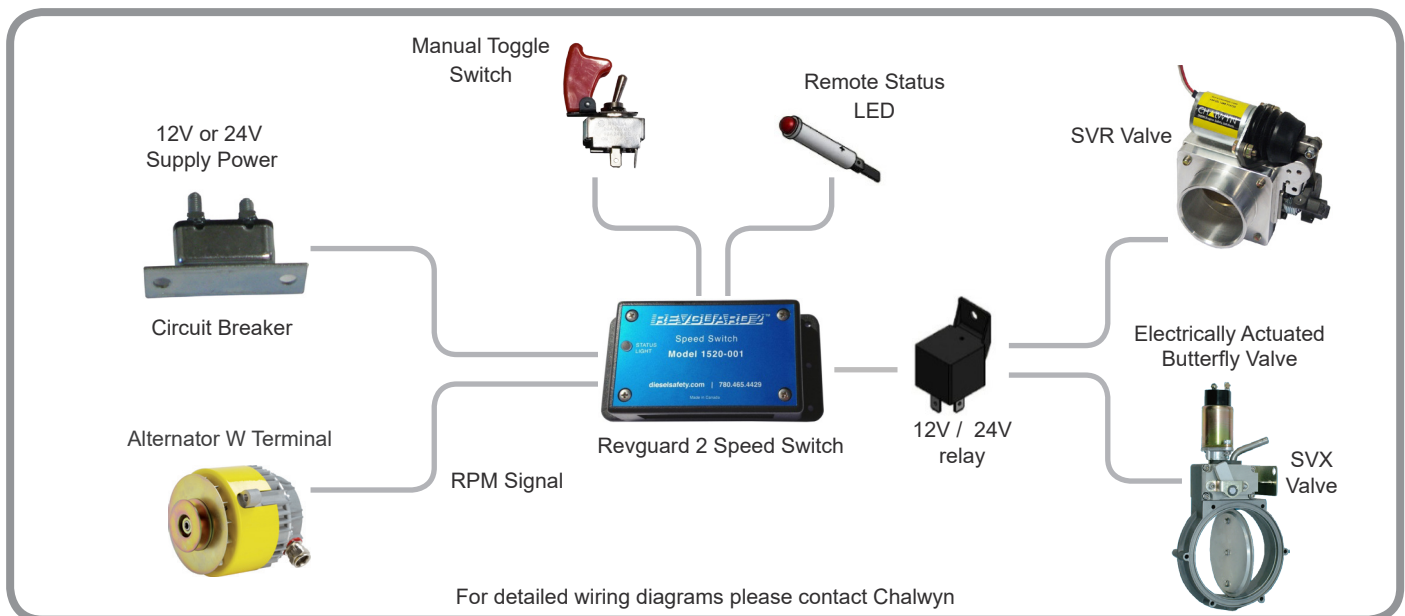 Manual Toggle
Switch
Remote Status
LED
12V or 24V
Supply Power
SVR Valve
CHALWYN
Circuit Breaker
REVGUARD2™
Speed Switch
STATUS
LIGHT
Model 1520-001
dieselsafety.com | 780.465.4429
Made in Canada
Electrically Actuated
Butterfly Valve
Alternator W Terminal
Revguard 2 Speed Switch
12V / 24V
relay
RPM Signal
SVX
Valve
For detailed wiring diagrams please contact Chalwyn